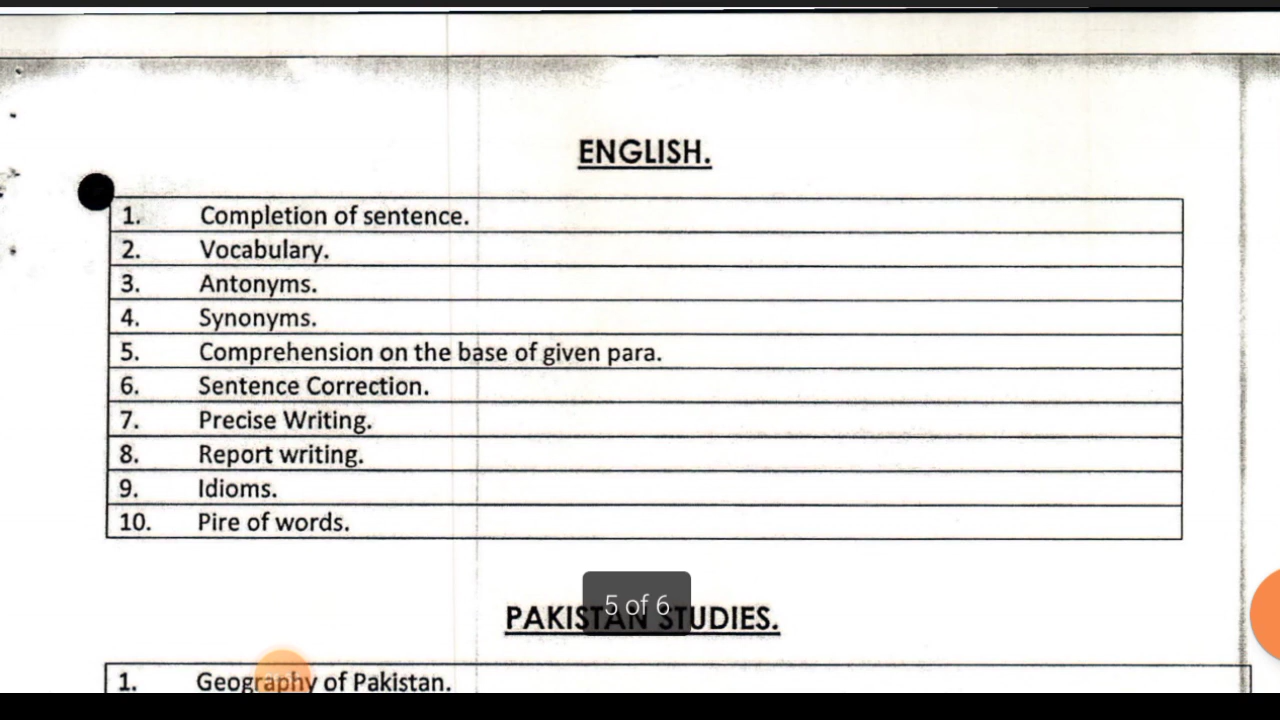 ENGLISH.
1. Completion of sentence.
2. Vocabulary.
3. Antonyms.
4. Synonyms.
5. Comprehension on the base of given para.
6. Sentence Correction.
7. Precise Writing.
8. Report writing.
9. Idioms.
10. Pire of words.
5 of 6
PAKISTAN STUDIES.
1. Geography of Pakistan.